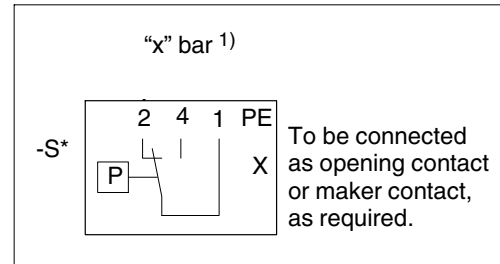 “x” bar 1)
2 4 1 PE
-S*
P
X
To be connected
as opening contact
or maker contact,
as required.